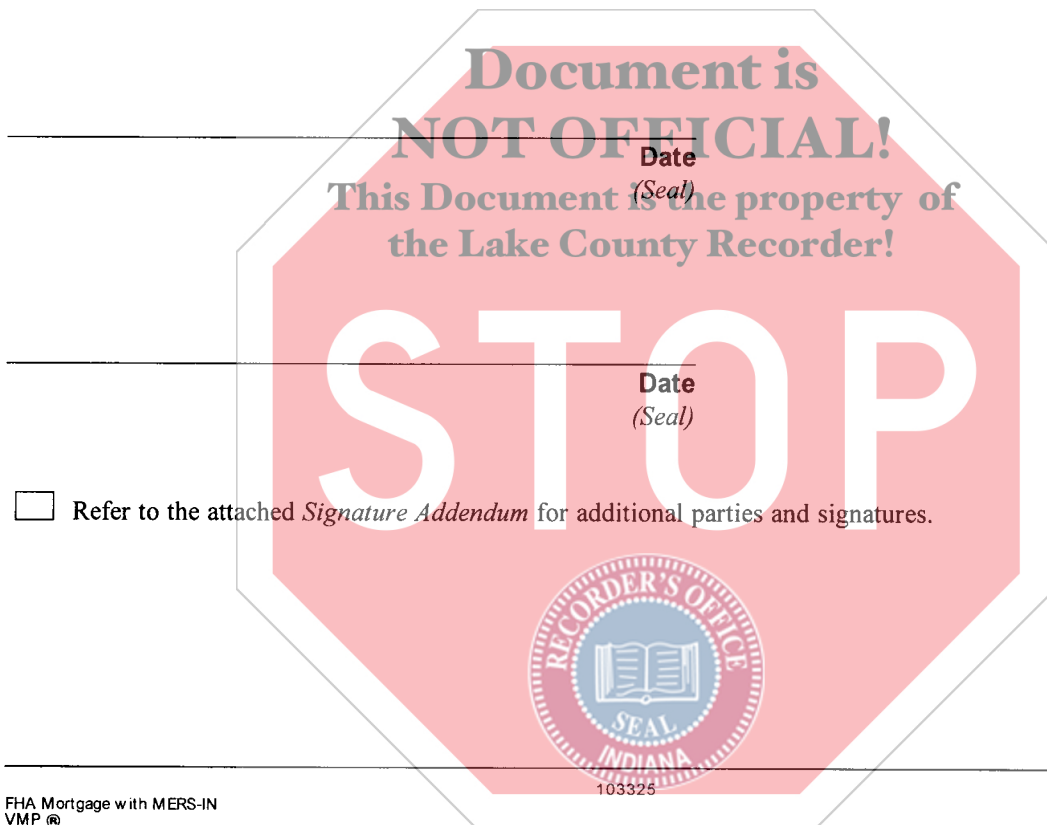 Document is
NOT OFFICIAL!
Date
(Seal)
This Document is the property of
the Lake County Recorder!
STOP
Date
(Seal)
Refer to the attached Signature Addendum for additional parties and signatures.
RECORDER'S OFFICE
SEAL
INDIANA
103325
FHA Mortgage with MERS-IN
VMP ®